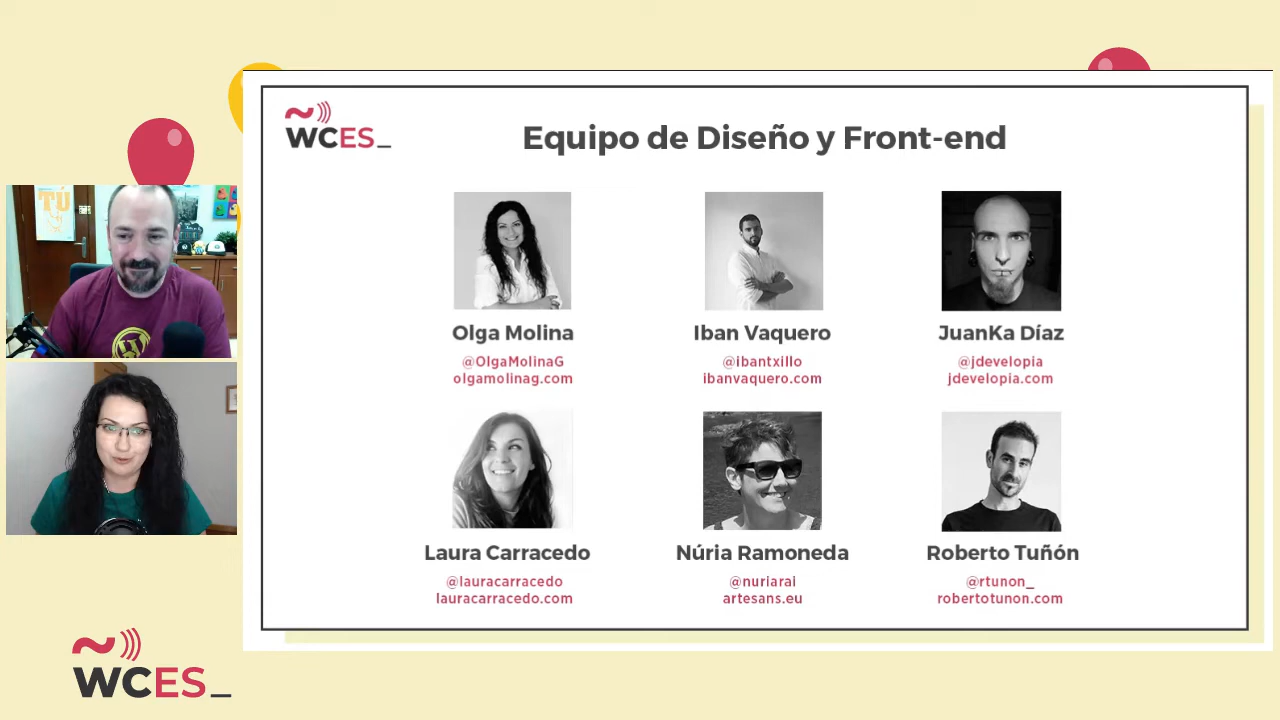 WCES_
Equipo de Diseño y Front-end
TÚ
Olga Molina
@OlgaMolinaG
olgamolinag.com
Iban Vaquero
@ibantxillo
ibanvaquero.com
JuanKa Díaz
@jdevelopia
jdevelopia.com
Laura Carracedo
@lauracarracedo
lauracarracedo.com
Núria Ramoneda
@nuriarai
artesans.eu
Roberto Tuñón
@rtunon_
robertotunon.com
WCES_